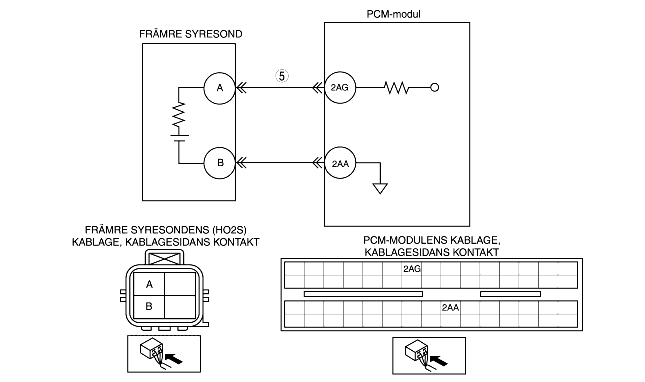 PCM-modul
FRÄMRE SYRESOND
A
5
2AG
B
2AA
FRÄMRE SYRESONDENS (HO2S)
KABLAGE, KABLAGESIDANS KONTAKT
PCM-MODULENS KABLAGE,
KABLAGESIDANS KONTAKT
A
B
2AG
2AA